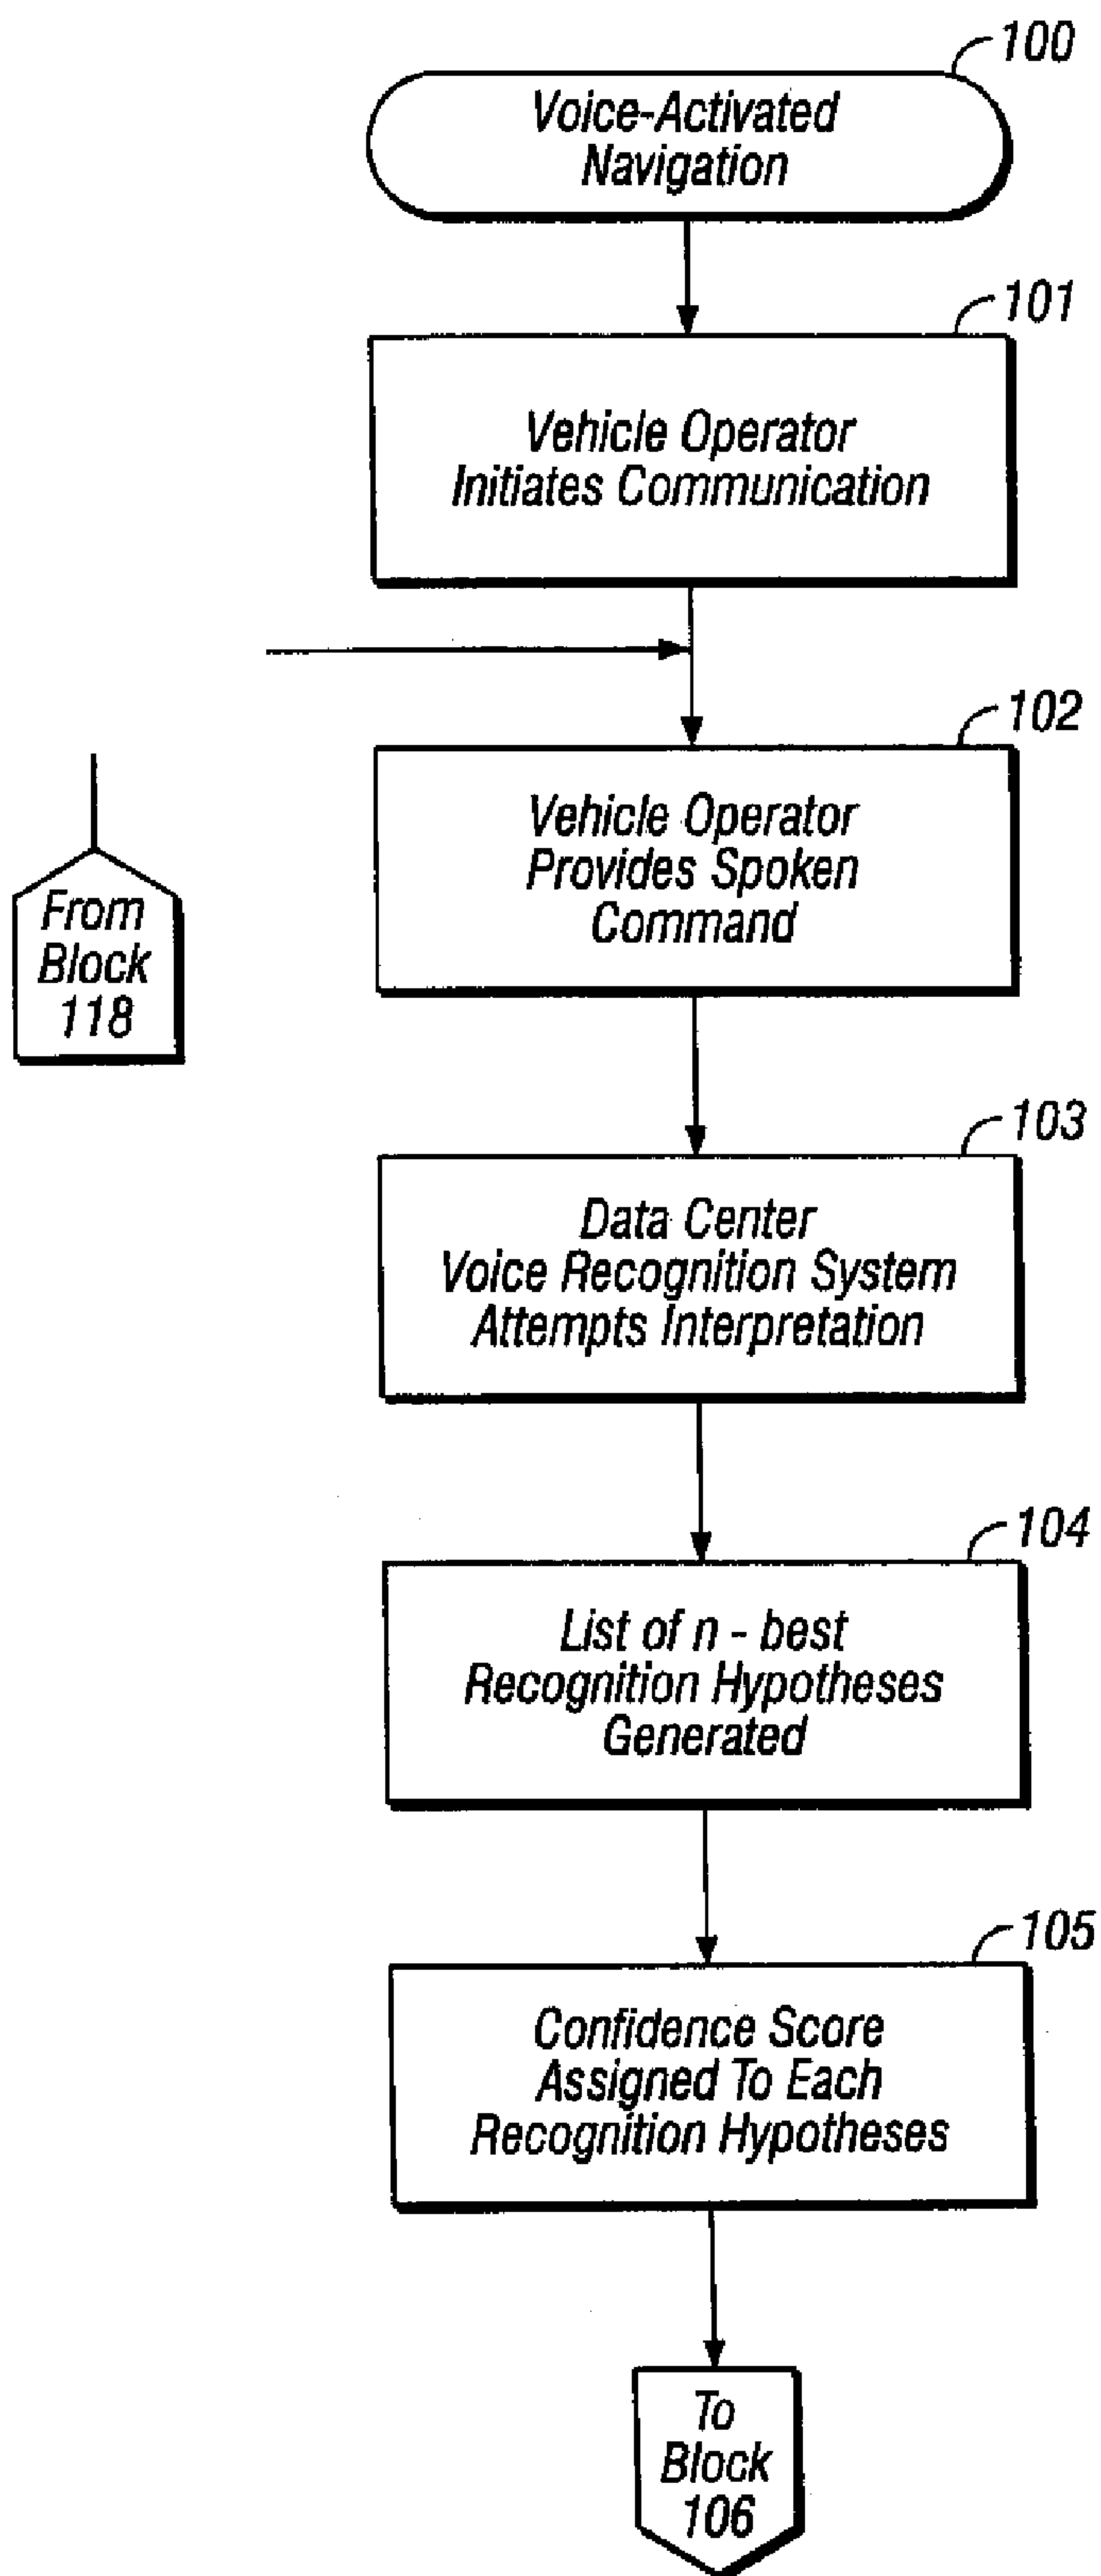 100
Voice-Activated
Navigation
101
Vehicle Operator
Initiates Communication
102
Vehicle Operator
Provides Spoken
Command
From
Block
118
103
Data Center
Voice Recognition System
Attempts Interpretation
104
List of n - best
Recognition Hypotheses
Generated
105
Confidence Score
Assigned To Each
Recognition Hypotheses
To
Block
106